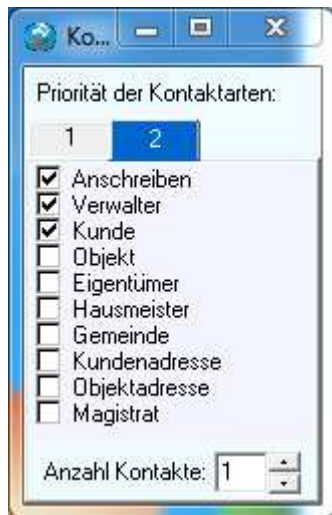 Ko...
Priorität der Kontaktarten:
1 2
Anschreiben
Verwalter
Kunde
Objekt
Eigentümer
Hausmeister
Gemeinde
Kundenadresse
Objektadresse
Magistrat
Anzahl Kontakte: 1